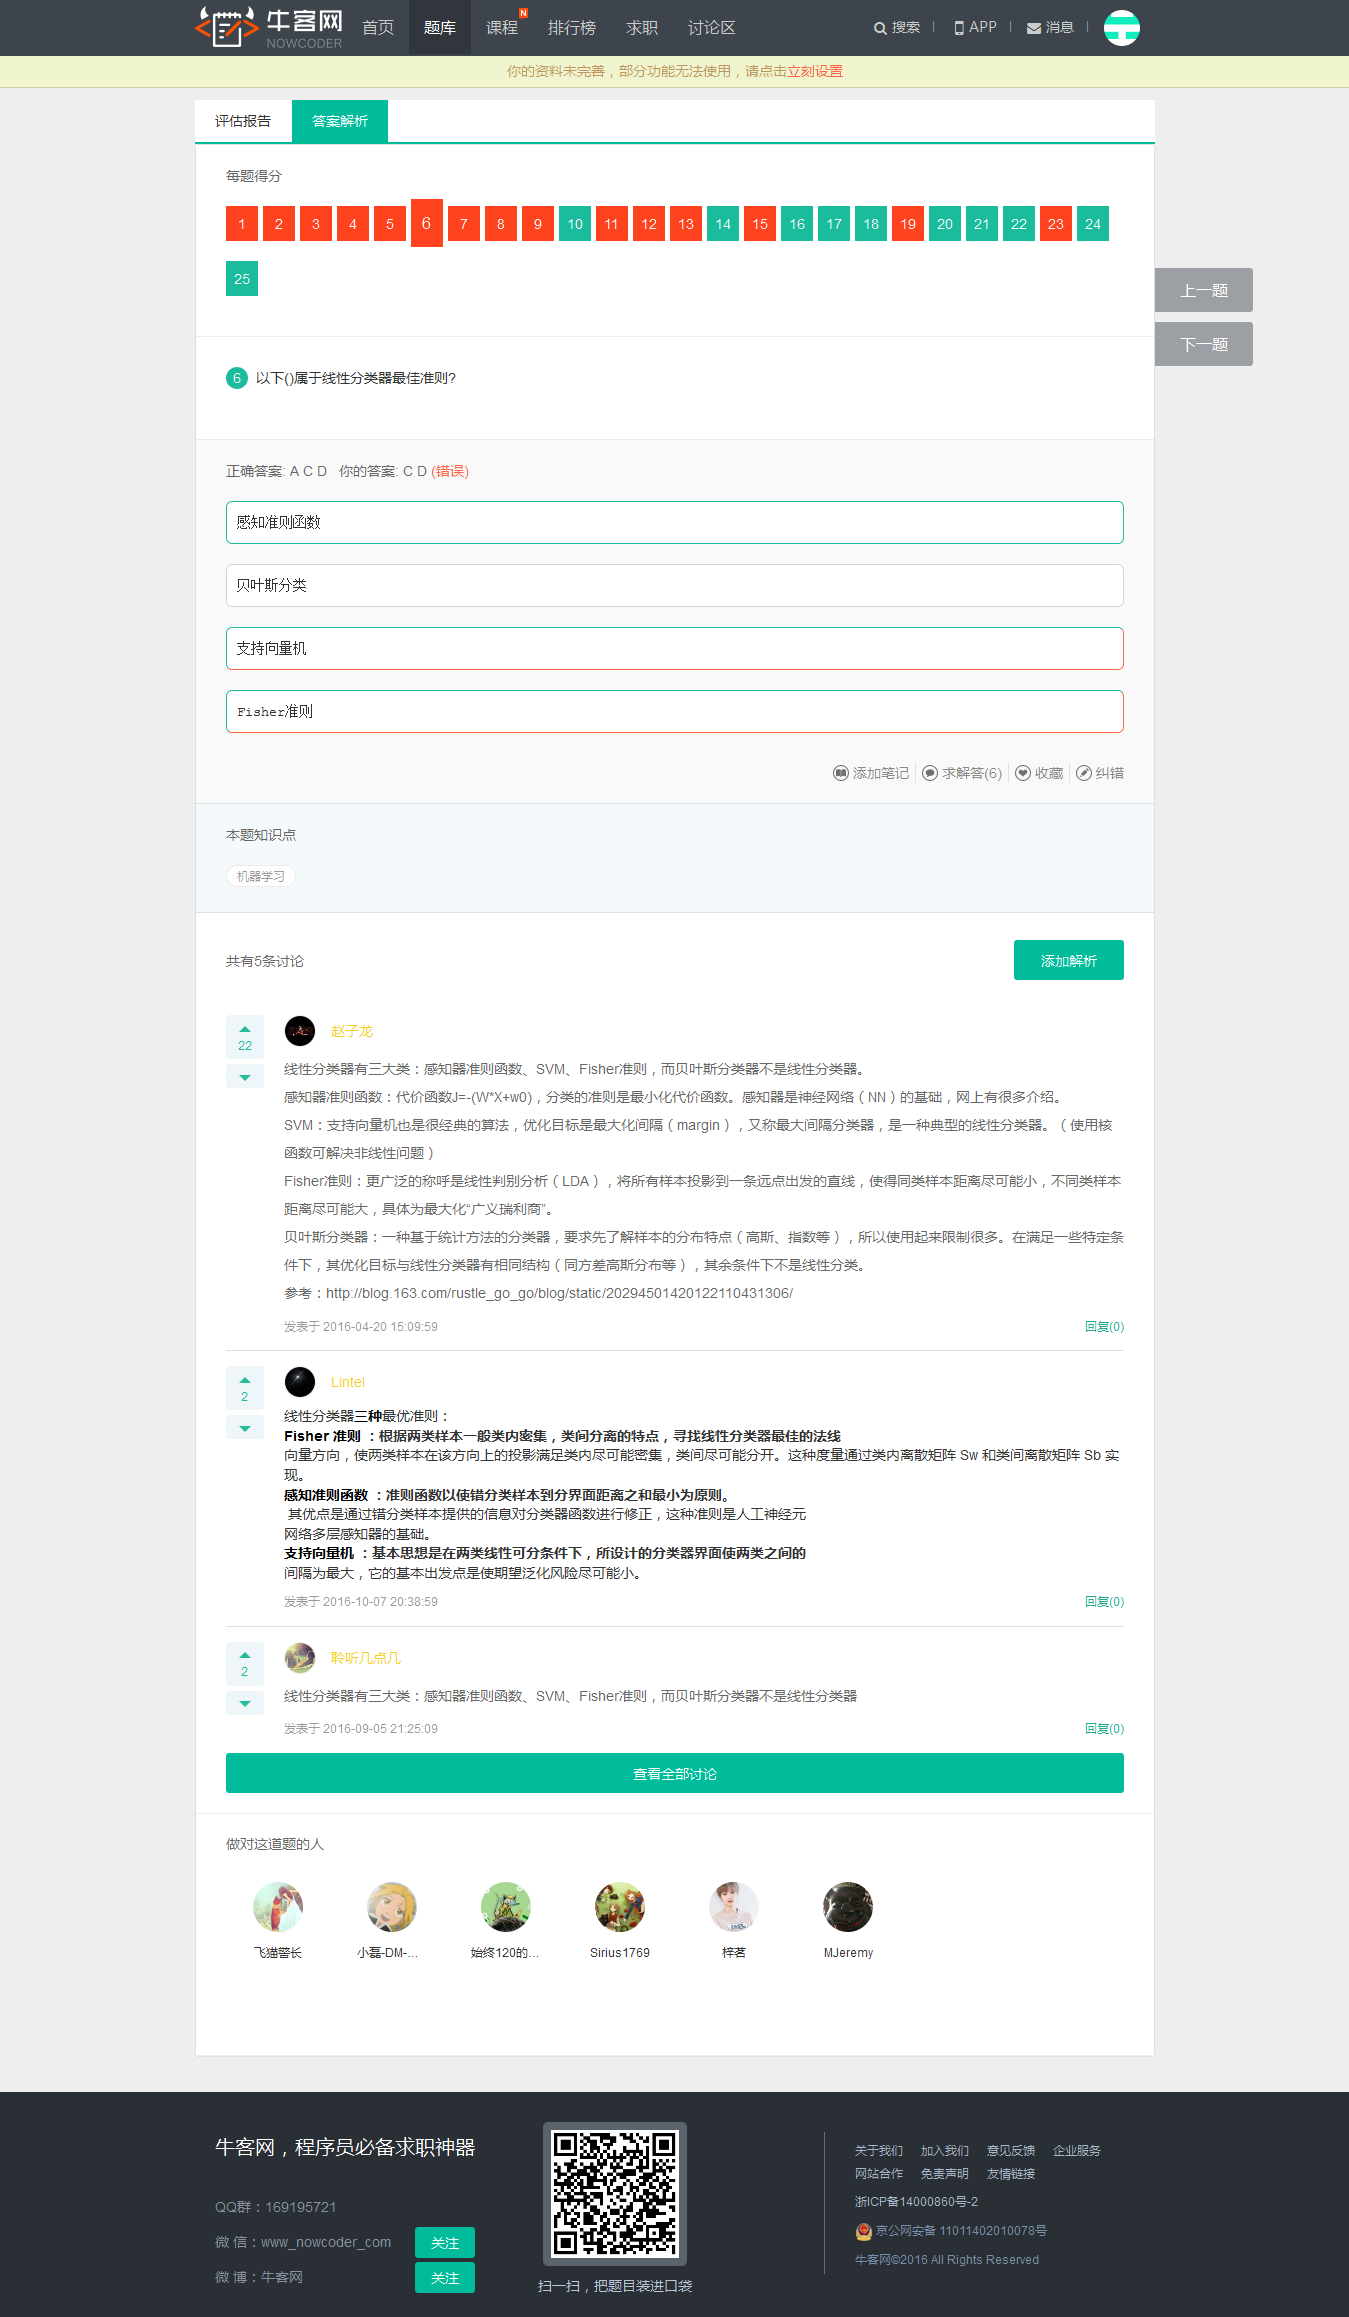 牛客网
NOWCODER
首页 题库 课程 N 排行榜 求职 讨论区 搜索 APP 消息
你的资料未完善，部分功能无法使用，请点击立刻设置
评估报告 答案解析
每题得分
1 2 3 4 5 6 7 8 9 10 11 12 13 14 15 16 17 18 19 20 21 22 23 24
25
上一题
下一题
6 以下()属于线性分类器最佳准则?
正确答案: A C D 你的答案: C D (错误)
感知准则函数
贝叶斯分类
支持向量机
Fisher准则
添加笔记 求解答(6) 收藏 纠错
本题知识点
机器学习
共有5条讨论 添加解析
赵子龙
22
线性分类器有三大类：感知器准则函数、SVM、Fisher准则，而贝叶斯分类器不是线性分类器。
感知器准则函数：代价函数J=-(W*X+w0)，分类的准则是最小化代价函数。感知器是神经网络（NN）的基础，网上有很多介绍。
SVM：支持向量机也是很经典的算法，优化目标是最大化间隔（margin），又称最大间隔分类器，是一种典型的线性分类器。（使用核
函数可解决非线性问题）
Fisher准则：更广泛的称呼是线性判别分析（LDA），将所有样本投影到一条远点出发的直线，使得同类样本距离尽可能小，不同类样本
距离尽可能大，具体为最大化“广义瑞利商”。
贝叶斯分类器：一种基于统计方法的分类器，要求先了解样本的分布特点（高斯、指数等），所以使用起来限制很多。在满足一些特定条
件下，其优化目标与线性分类器有相同结构（同方差高斯分布等），其余条件下不是线性分类。
参考：http://blog.163.com/rustle_go_go/blog/static/20294501420122110431306/
发表于 2016-04-20 15:09:59 回复(0)
Lintel
2
线性分类器三种最优准则：
Fisher 准则 ：根据两类样本一般类内密集，类间分离的特点，寻找线性分类器最佳的法线
向量方向，使两类样本在该方向上的投影满足类内尽可能密集，类间尽可能分开。这种度量通过类内离散矩阵 Sw 和类间离散矩阵 Sb 实
现。
感知准则函数 ：准则函数以使错分类样本到分界面距离之和最小为原则。
其优点是通过错分类样本提供的信息对分类器函数进行修正，这种准则是人工神经元
网络多层感知器的基础。
支持向量机 ：基本思想是在两类线性可分条件下，所设计的分类器界面使两类之间的
间隔为最大，它的基本出发点是使期望泛化风险尽可能小。
发表于 2016-10-07 20:38:59 回复(0)
聆听几点几
2
线性分类器有三大类：感知器准则函数、SVM、Fisher准则，而贝叶斯分类器不是线性分类器
发表于 2016-09-05 21:25:09 回复(0)
查看全部讨论
做对这道题的人
飞猫警长 小磊-DM-... 始终120的... Sirius1769 梓茗 MJeremy
牛客网，程序员必备求职神器
QQ群：169195721
微 信：www_nowcoder_com 关注
微 博：牛客网 关注
扫一扫，把题目装进口袋
关于我们 加入我们 意见反馈 企业服务
网站合作 免责声明 友情链接
浙ICP备14000860号-2
京公网安备 11011402010078号
牛客网©2016 All Rights Reserved